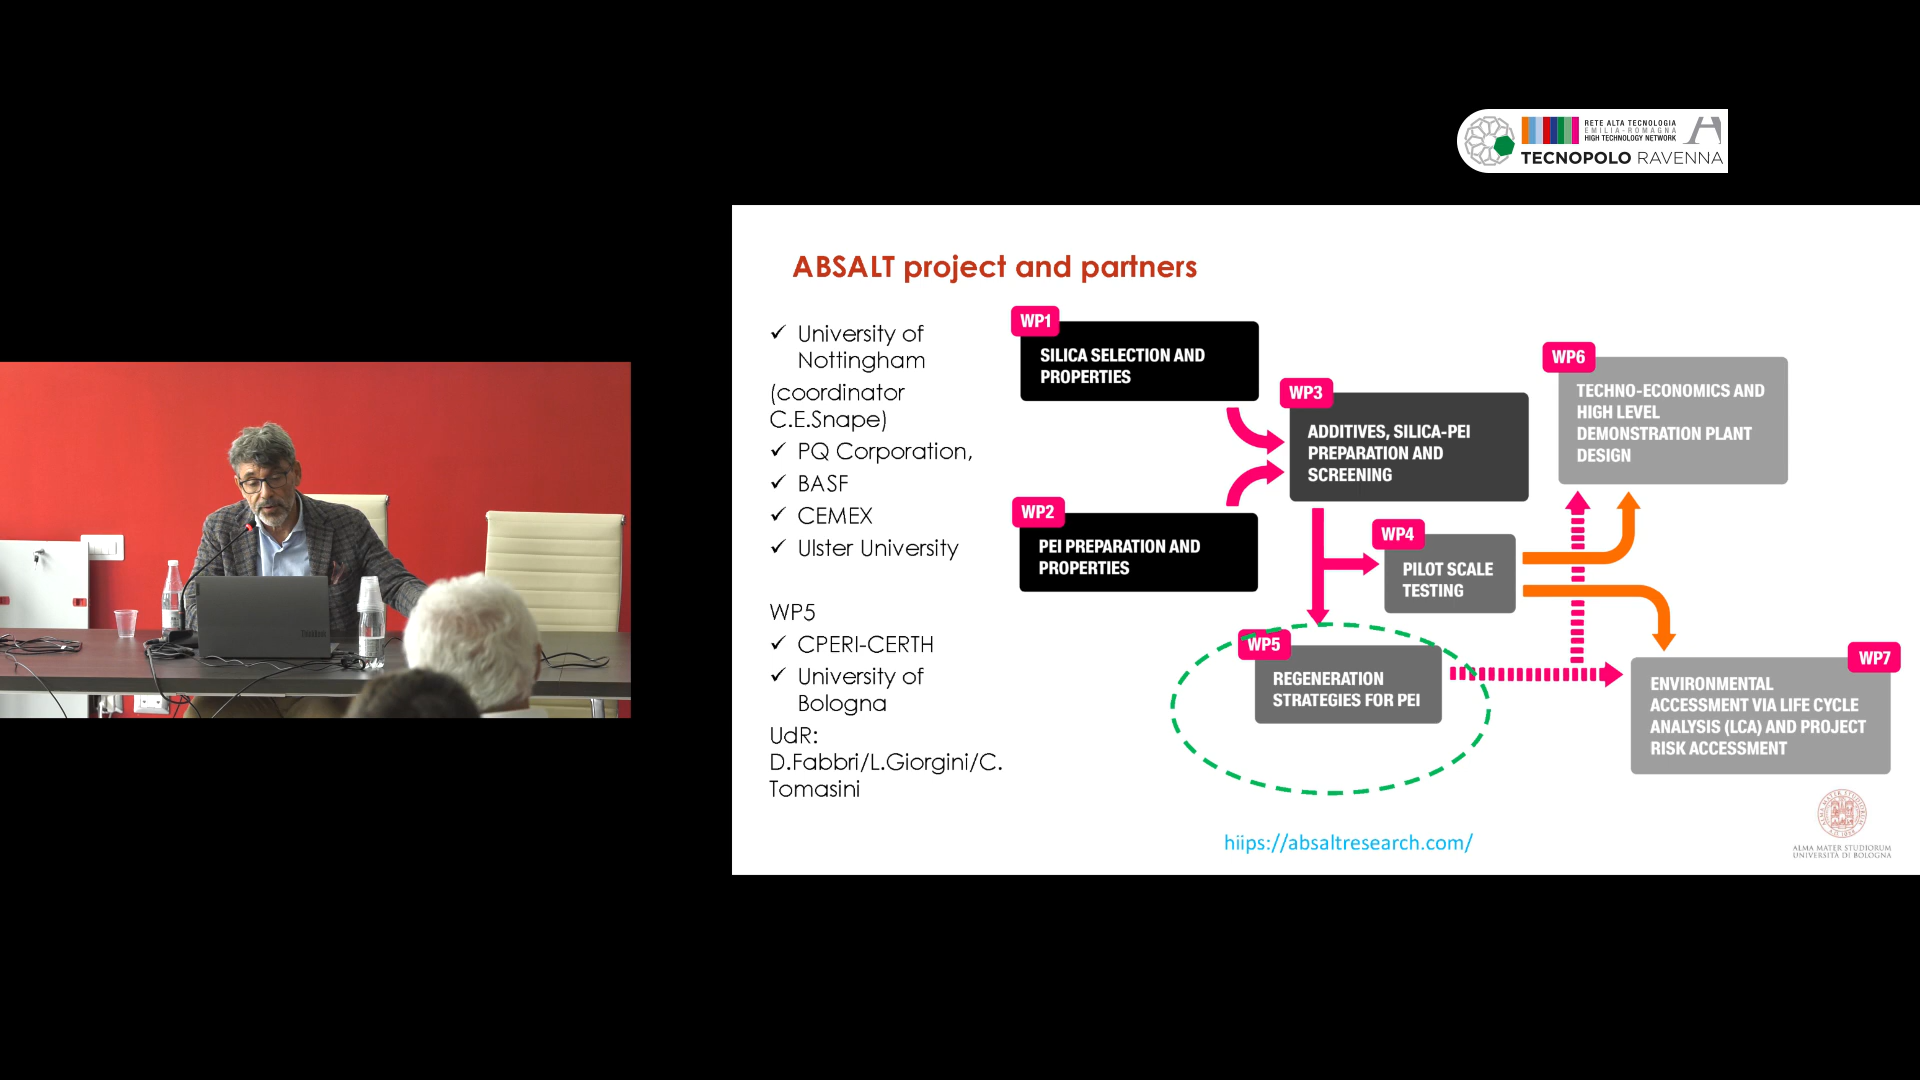 RETE ALTA TECNOLOGIA
EMILIA-ROMAGNA
HIGH TECHNOLOGY NETWORK
TECNOPOLO RAVENNA
ABSALT project and partners
✓ University of
Nottingham
(coordinator
C.E.Snape)
✓ PQ Corporation,
✓ BASF
✓ CEMEX
✓ Ulster University
WP5
✓ CPERI-CERTH
✓ University of
Bologna
UdR:
D.Fabbri/L.Giorgini/C.
Tomasini
WP1
SILICA SELECTION AND
PROPERTIES
WP2
PEI PREPARATION AND
PROPERTIES
WP3
ADDITIVES, SILICA-PEI
PREPARATION AND
SCREENING
WP4
PILOT SCALE
TESTING
WP5
REGENERATION
STRATEGIES FOR PEI
WP6
TECHNO-ECONOMICS AND
HIGH LEVEL
DEMONSTRATION PLANT
DESIGN
WP7
ENVIRONMENTAL
ACCESSMENT VIA LIFE CYCLE
ANALYSIS (LCA) AND PROJECT
RISK ACCESSMENT
hiips://absaltresearch.com/
ALMA MATER STUDIORUM
UNIVERSITÀ DI BOLOGNA